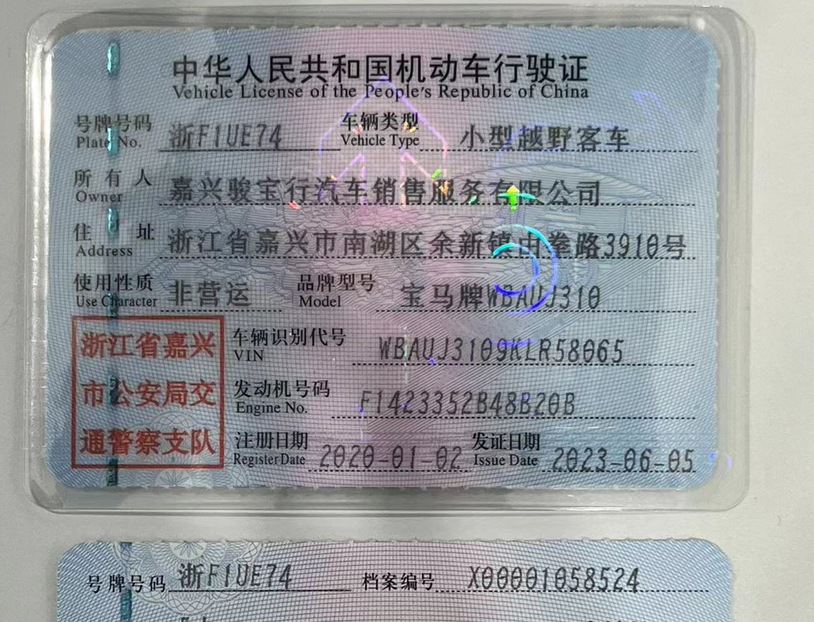 中华人民共和国机动车行驶证
Vehicle License of the People's Republic of China
号牌号码 浙F1UE74 车辆类型 小型越野客车
Plate No. Vehicle Type
所有人 嘉兴骏宝行汽车销售服务有限公司
Owner
住址 浙江省嘉兴市南湖区余新镇由拳路3910号
Address
使用性质 非营运 品牌型号 宝马牌WBAUJ310
Use Character Model
浙江省嘉兴
市公安局交
通警察支队
车辆识别代号 WBAUJ3109KLR58065
VIN
发动机号码 F1423352B48B20B
Engine No.
注册日期 2020-01-02 发证日期 2023-06-05
Register Date Issue Date
号牌号码 浙F1UE74 档案编号 X00001058524